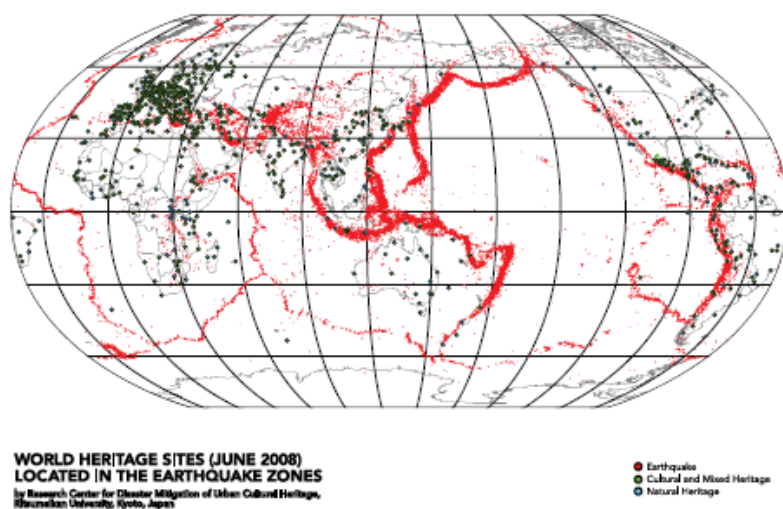 WORLD HERITAGE SITES (JUNE 2008)
LOCATED IN THE EARTHQUAKE ZONES
by Research Center for Disaster Mitigation of Urban Cultural Heritage,
Ritsumeikan University, Kyoto, Japan
Earthquake
Cultural and Mixed Heritage
Natural Heritage